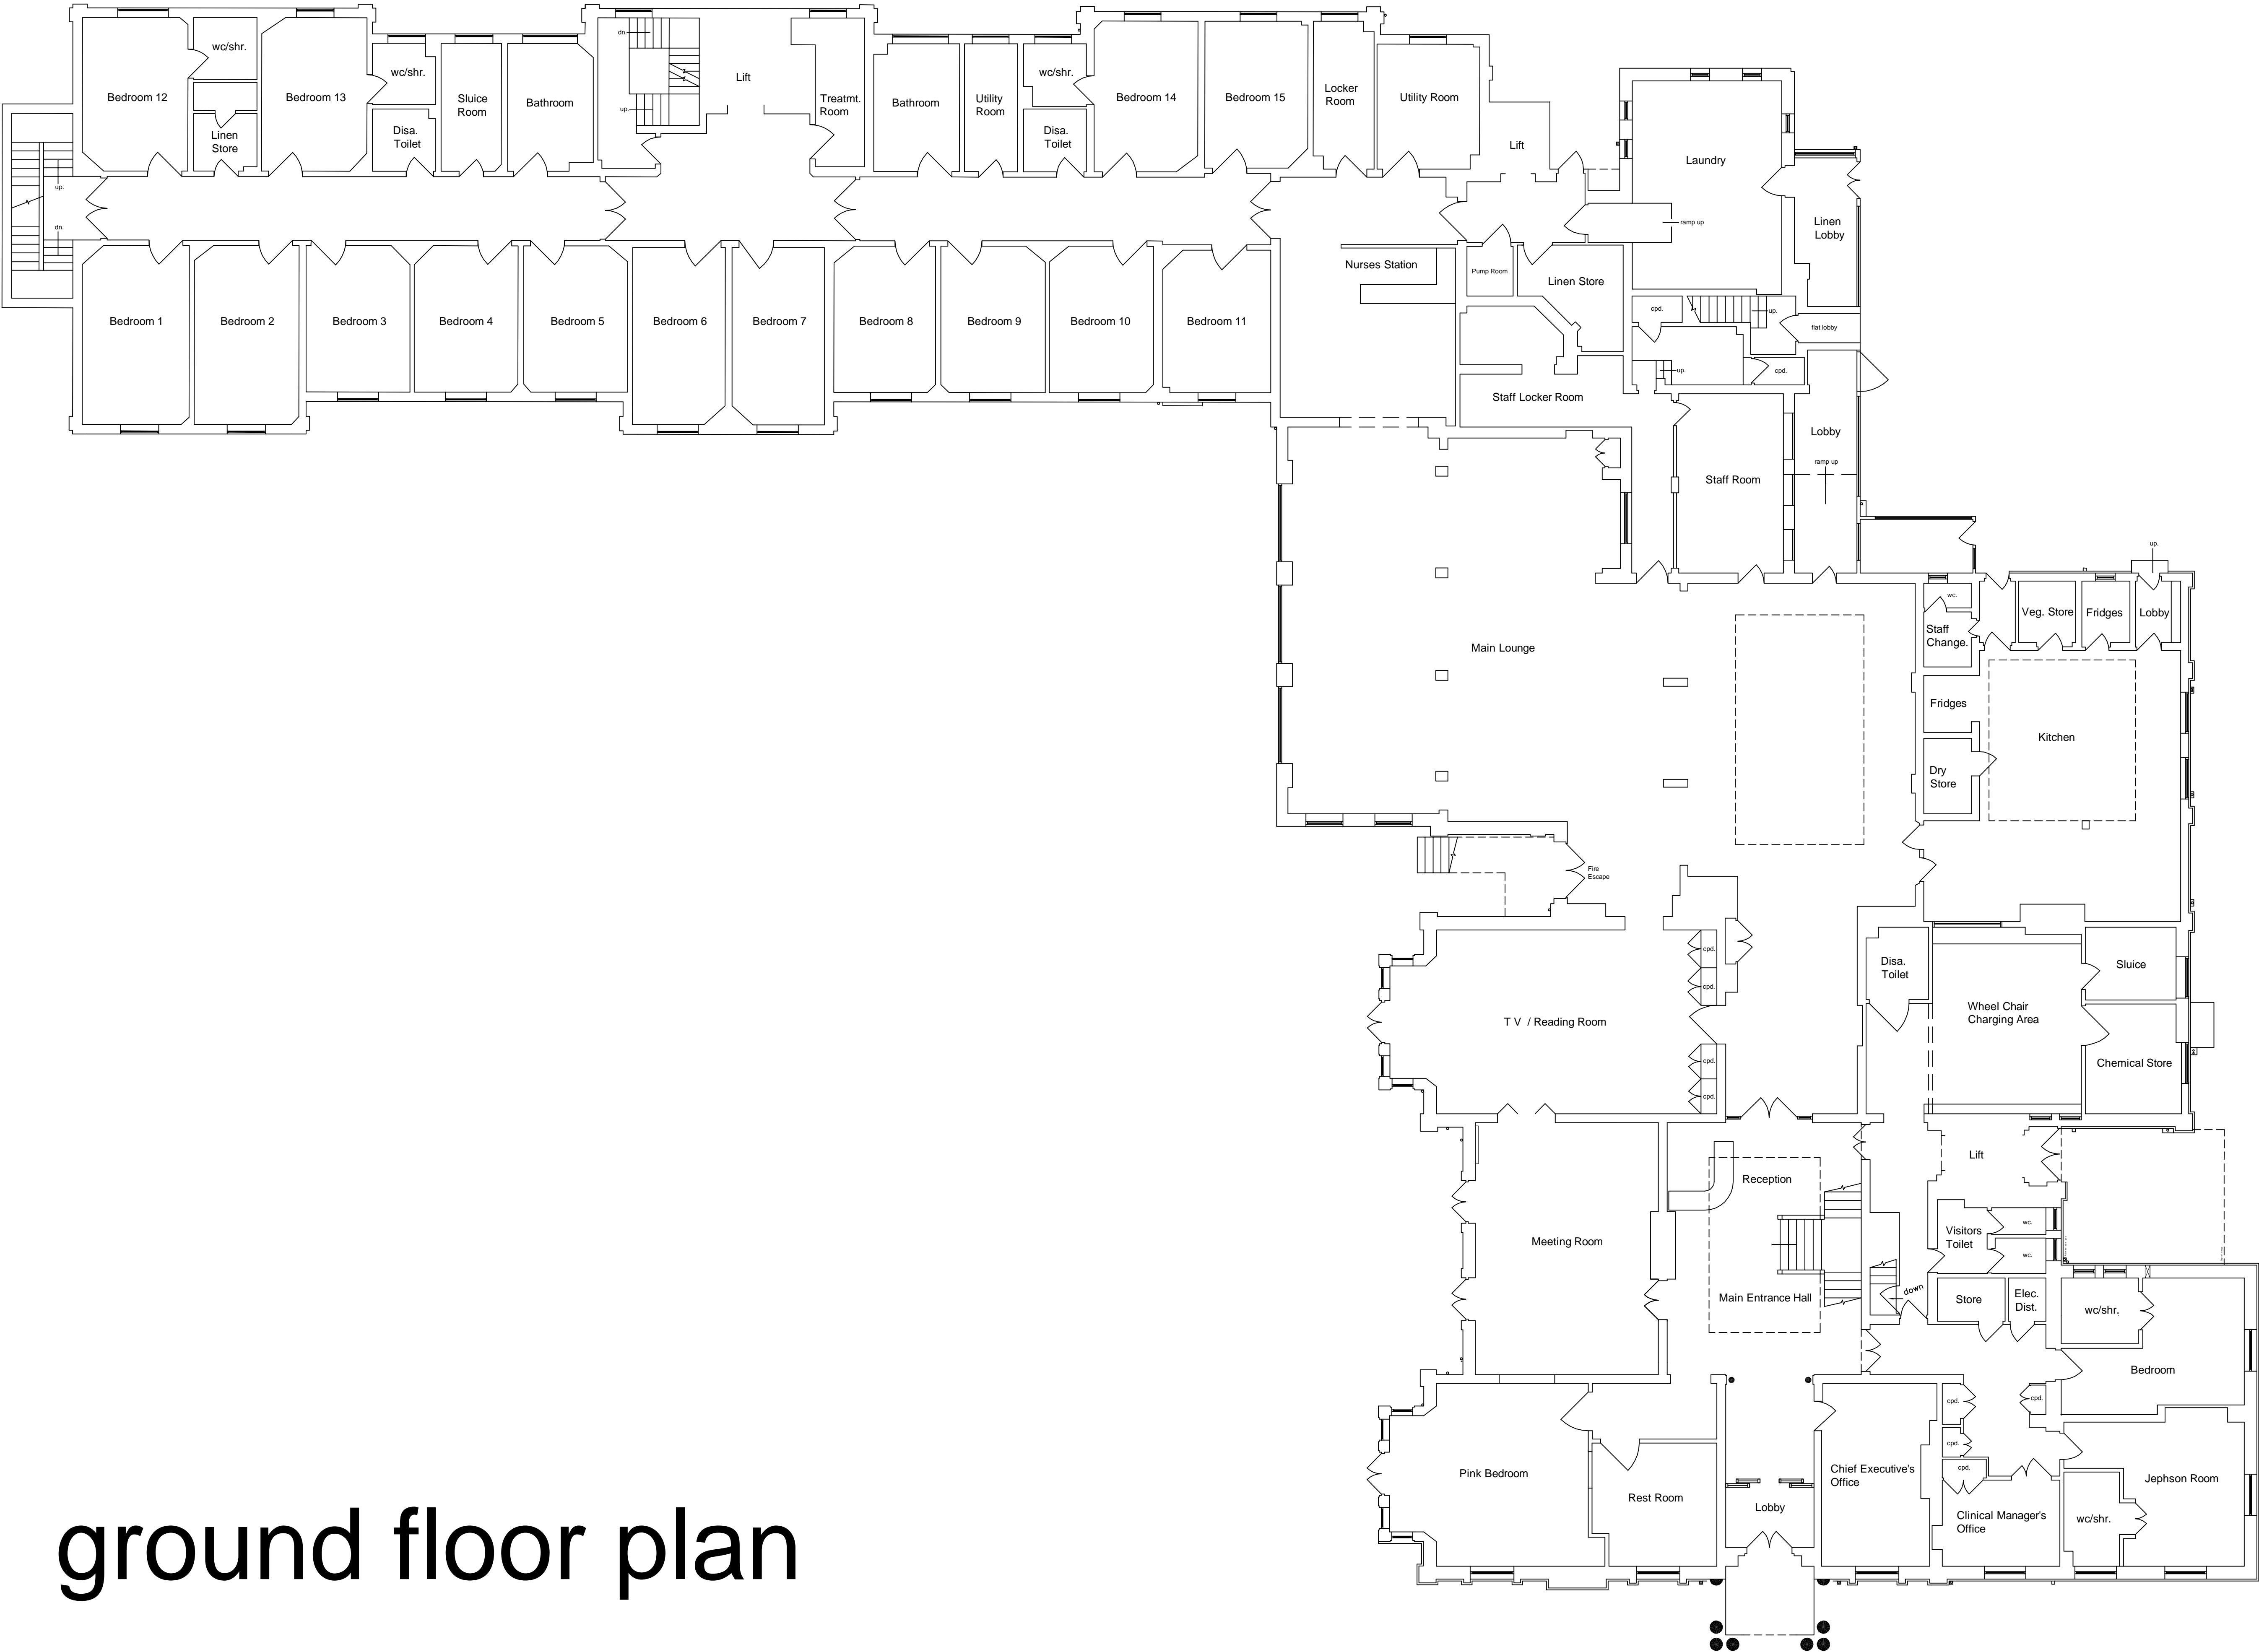 dn.
wc/shr.
Lift
wc/shr.
wc/shr.
Bedroom 12
Bedroom 13
Sluice
Room
Bathroom
up.
Treatmt.
Room
Bathroom
Utility
Room
Bedroom 14
Bedroom 15
Locker
Room
Utility Room
Linen
Store
Disa.
Toilet
Disa.
Toilet
Lift
Laundry
up.
dn.
ramp up
Linen
Lobby
Nurses Station
Pump Room
Linen Store
Bedroom 1
Bedroom 2
Bedroom 3
Bedroom 4
Bedroom 5
Bedroom 6
Bedroom 7
Bedroom 8
Bedroom 9
Bedroom 10
Bedroom 11
cpd.
up.
flat lobby
up.
cpd.
Staff Locker Room
Lobby
ramp up
Staff Room
up.
wc.
Veg. Store
Fridges
Lobby
Staff
Change.
Main Lounge
Fridges
Kitchen
Dry
Store
Fire
Escape
cpd.
cpd.
Disa.
Toilet
Sluice
Wheel Chair
Charging Area
T V / Reading Room
cpd.
cpd.
Chemical Store
Lift
Reception
Visitors
Toilet
wc.
wc.
Meeting Room
Main Entrance Hall
down
Store
Elec.
Dist.
wc/shr.
Bedroom
cpd.
cpd.
cpd.
cpd.
Pink Bedroom
Chief Executive's
Office
Jephson Room
Rest Room
Lobby
Clinical Manager's
Office
wc/shr.
ground floor plan